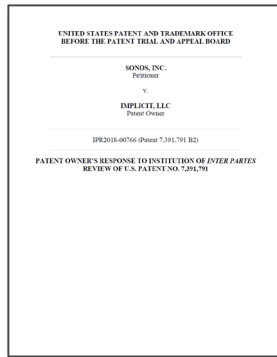 UNITED STATES PATENT AND TRADEMARK OFFICE
BEFORE THE PATENT TRIAL AND APPEAL BOARD
SONOS, INC.
Petitioner
v.
IMPLICIT, LLC
Patent Owner
IPR2018-00766 (Patent 7,391,791 B2)
PATENT OWNER'S RESPONSE TO INSTITUTION OF INTER PARTES
REVIEW OF U.S. PATENT NO. 7,391,791